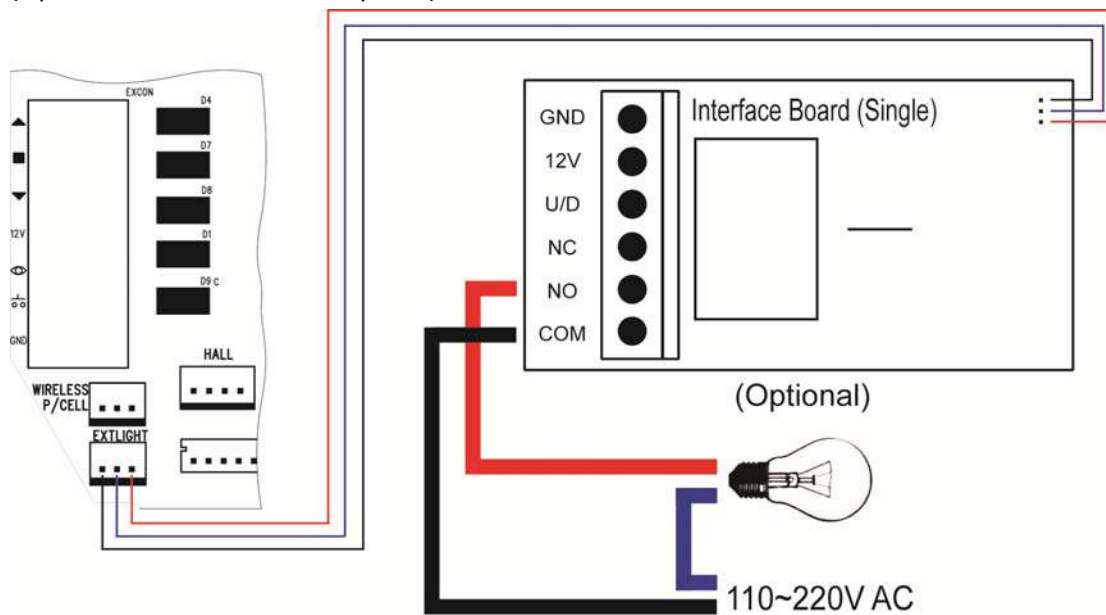 EXCON
D4
D7
D8
D1
D9 C
12V
GND
HALL
WIRELESS
P/CELL
EXTLIGHT
Interface Board (Single)
GND
12V
U/D
NC
NO
COM
(Optional)
110~220V AC